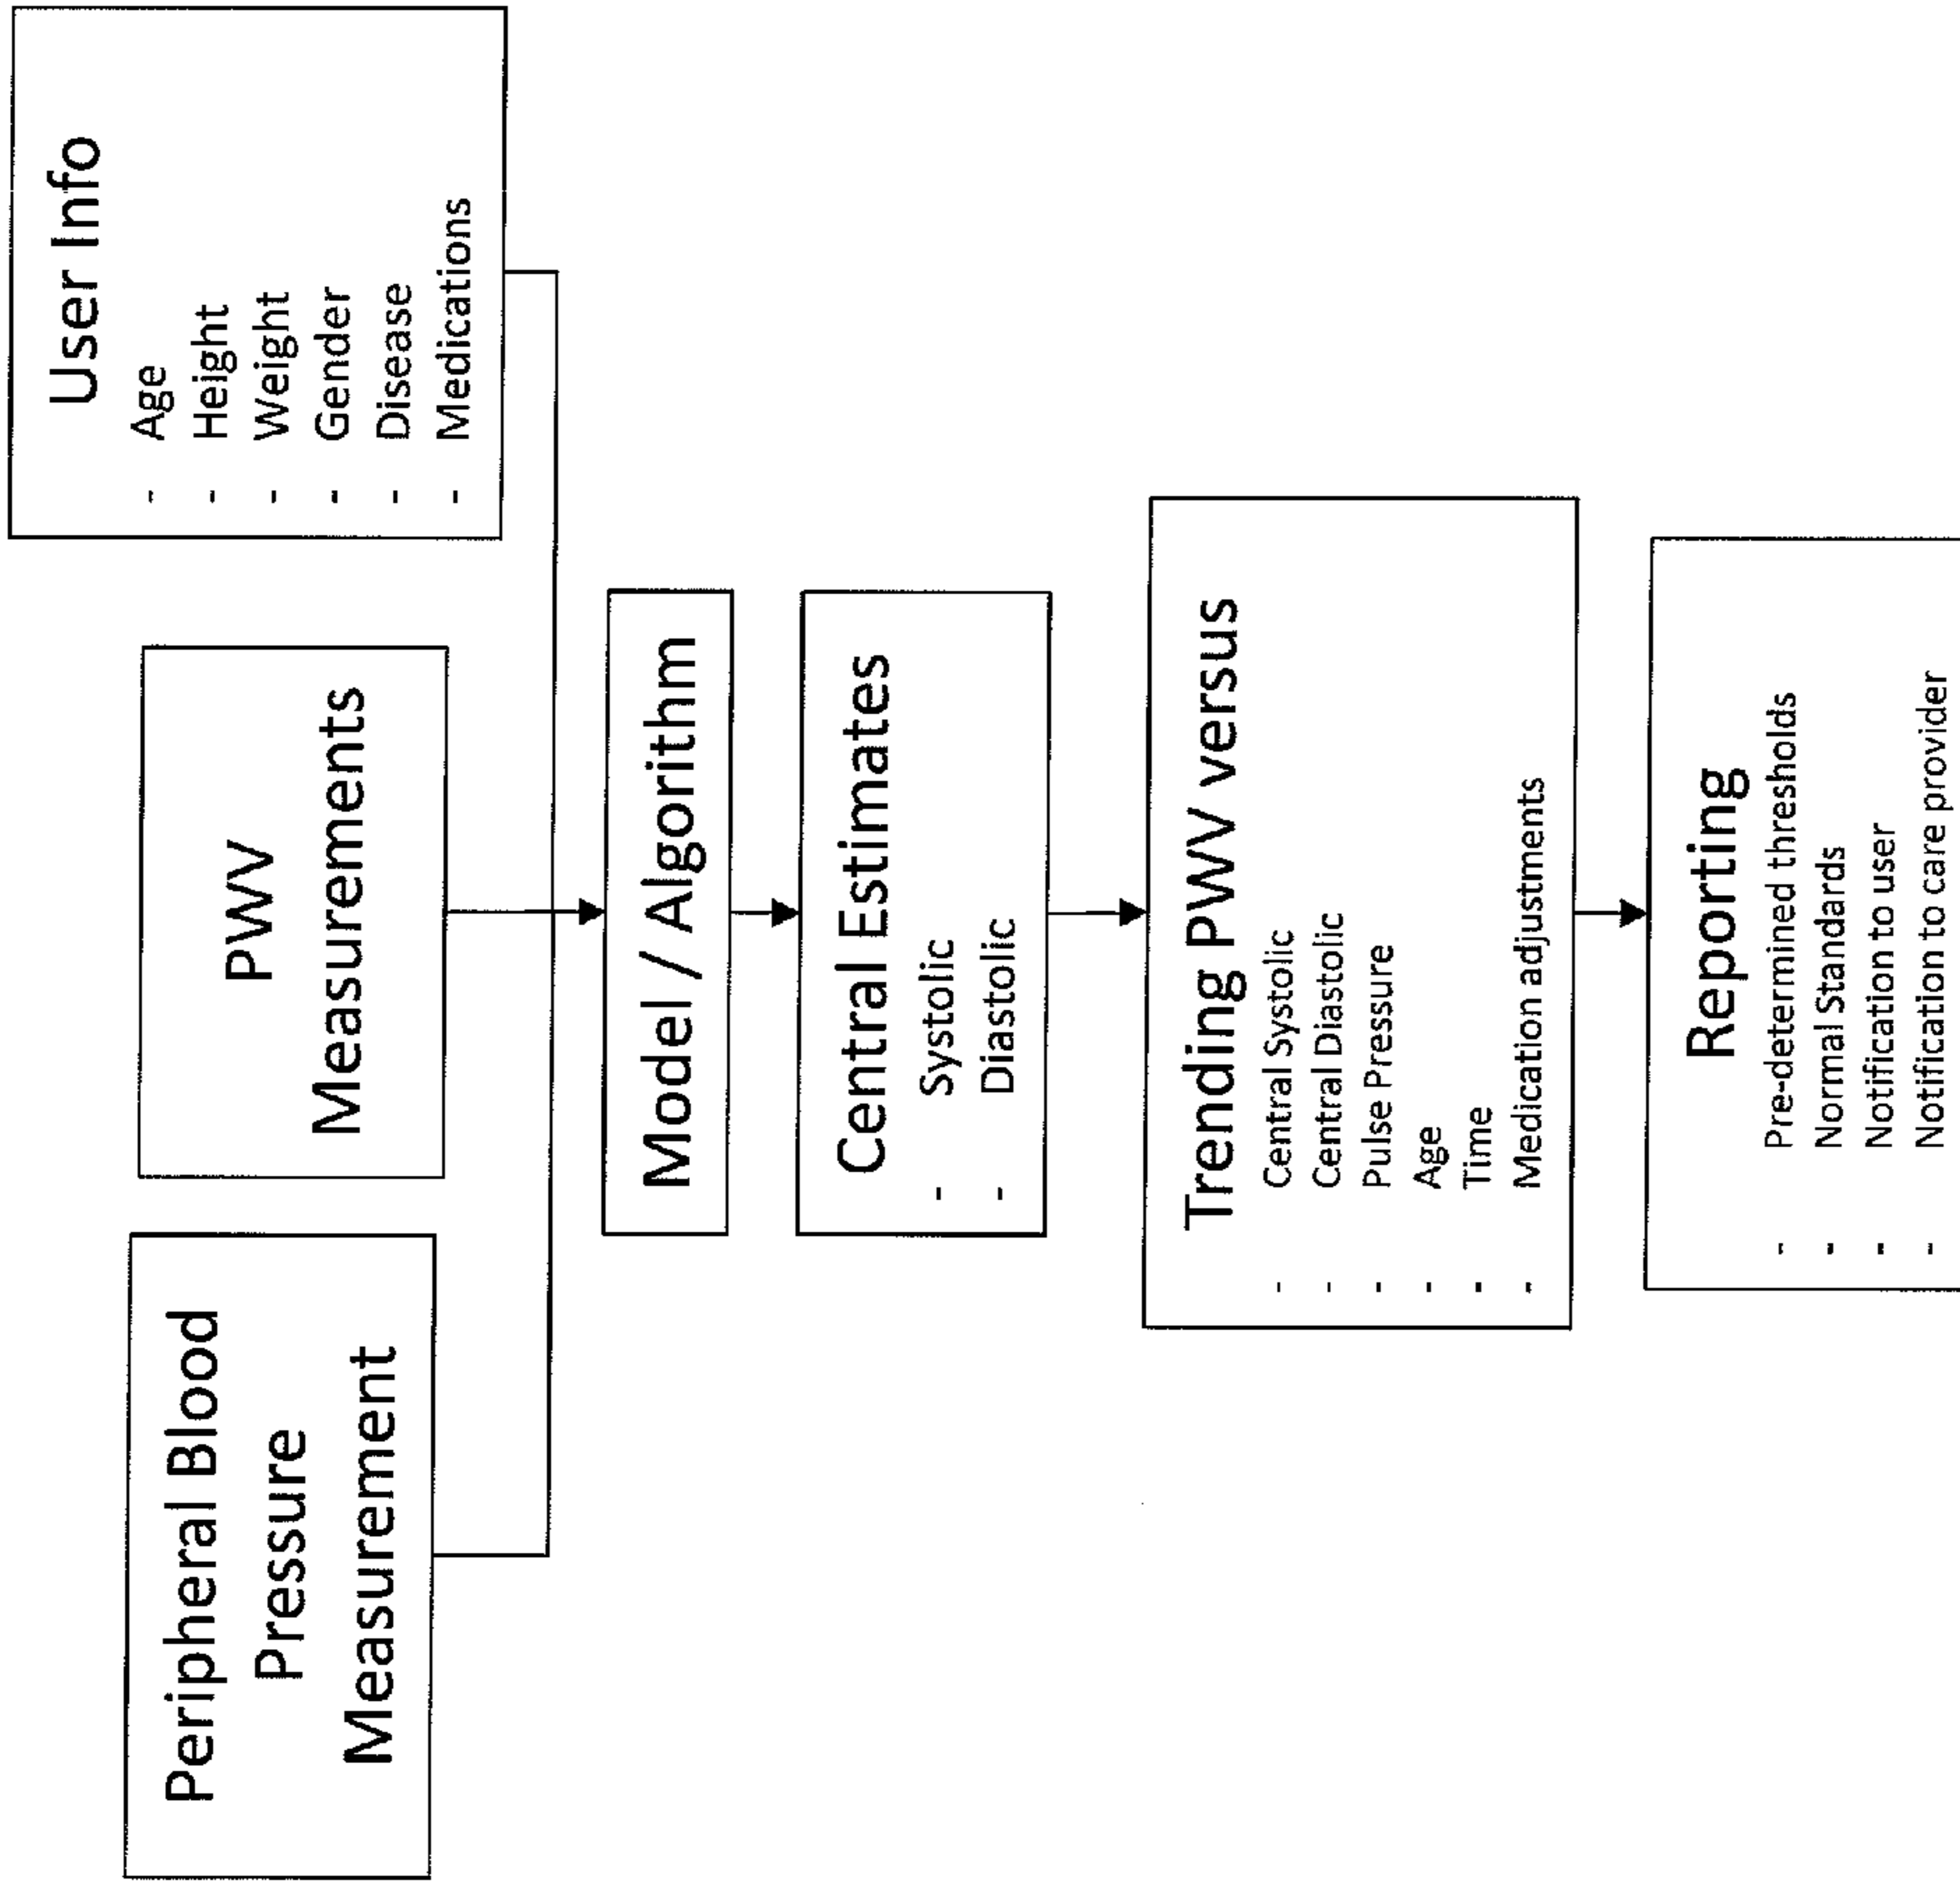 Peripheral Blood
Pressure
Measurement
PWV
Measurements
User Info
- Age
- Height
- Weight
- Gender
- Disease
- Medications
Model / Algorithm
Central Estimates
- Systolic
- Diastolic
Trending PWV versus
- Central Systolic
- Central Diastolic
- Pulse Pressure
- Age
- Time
- Medication adjustments
Reporting
- Pre-determined thresholds
- Normal Standards
- Notification to user
- Notification to care provider